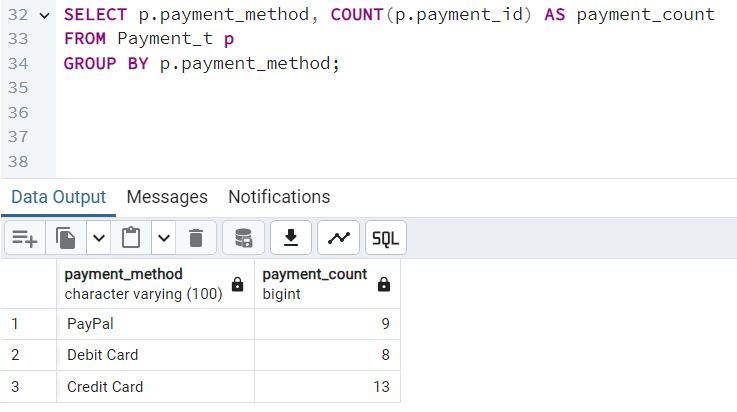 32 SELECT p.payment_method, COUNT(p.payment_id) AS payment_count
33 FROM Payment_t p
34 GROUP BY p.payment_method;
35
36
37
38
Data Output Messages Notifications
SQL
payment_method payment_count
character varying (100) bigint
1 PayPal 9
2 Debit Card 8
3 Credit Card 13